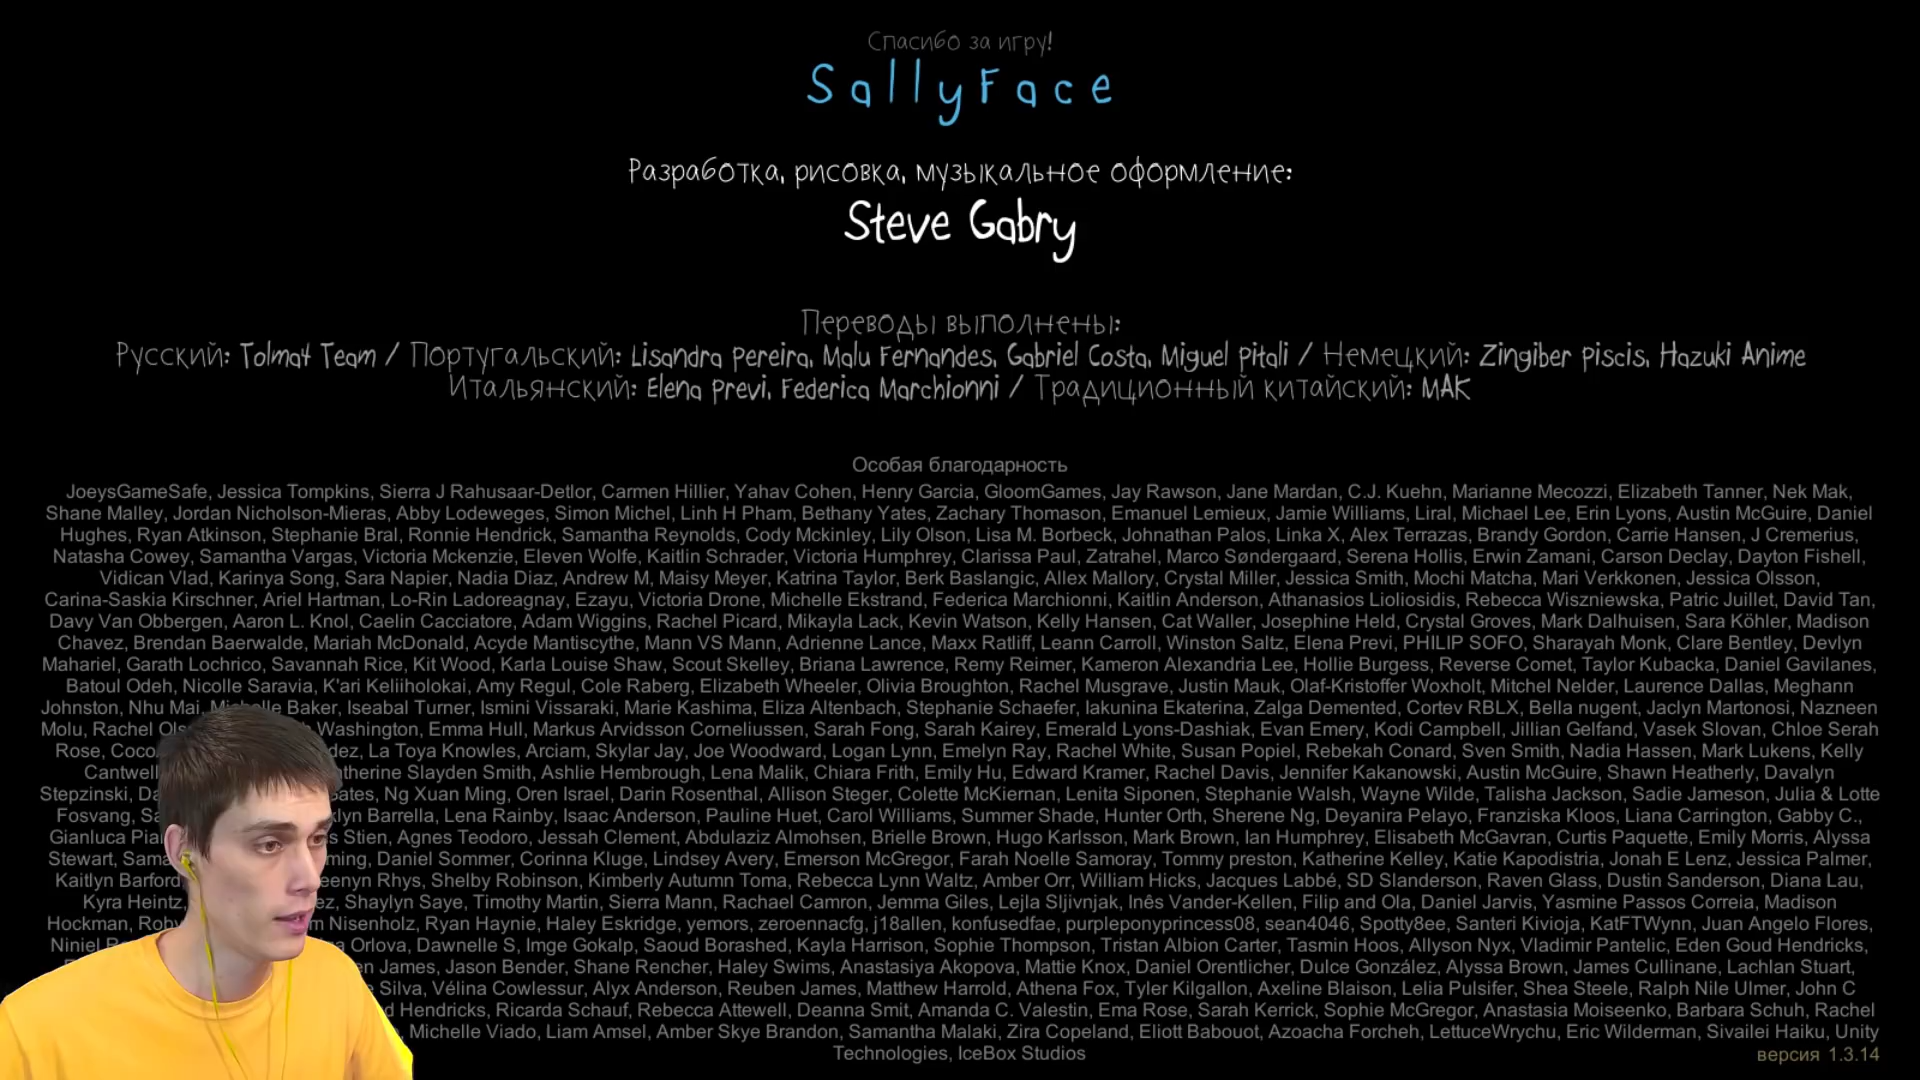 Спасибо за игру!
SallyFace
Разработка, рисовка, музыкальное оформление:
Steve Gabry
Переводы выполнены:
Русский: Tolma4 Team / Португальский: Lisandra Pereira, Malu Fernandes, Gabriel Costa, Miguel Pitali / Немецкий: Zingiber Piscis, Hazuki Anime
Итальянский: Elena Previ, Federica Marchionni / Традиционный китайский: MAK
Особая благодарность
JoeysGameSafe, Jessica Tompkins, Sierra J Rahusaar-Detlor, Carmen Hillier, Yahav Cohen, Henry Garcia, GloomGames, Jay Rawson, Jane Mardan, C.J. Kuehn, Marianne Mecozzi, Elizabeth Tanner, Nek Mak,
Shane Malley, Jordan Nicholson-Mieras, Abby Lodeweges, Simon Michel, Linh H Pham, Bethany Yates, Zachary Thomason, Emanuel Lemieux, Jamie Williams, Liral, Michael Lee, Erin Lyons, Austin McGuire, Daniel
Hughes, Ryan Atkinson, Stephanie Bral, Ronnie Hendrick, Samantha Reynolds, Cody Mckinley, Lily Olson, Lisa M. Borbeck, Johnathan Palos, Linka X, Alex Terrazas, Brandy Gordon, Carrie Hansen, J Cremerius,
Natasha Cowey, Samantha Vargas, Victoria Mckenzie, Eleven Wolfe, Kaitlin Schrader, Victoria Humphrey, Clarissa Paul, Zatrahel, Marco Søndergaard, Serena Hollis, Erwin Zamani, Carson Declay, Dayton Fishell,
Vidican Vlad, Karinya Song, Sara Napier, Nadia Diaz, Andrew M, Maisy Meyer, Katrina Taylor, Berk Baslangic, Allex Mallory, Crystal Miller, Jessica Smith, Mochi Matcha, Mari Verkkonen, Jessica Olsson,
Carina-Saskia Kirschner, Ariel Hartman, Lo-Rin Ladoreagnay, Ezayu, Victoria Drone, Michelle Ekstrand, Federica Marchionni, Kaitlin Anderson, Athanasios Lioliosidis, Rebecca Wiszniewska, Patric Juillet, David Tan,
Davy Van Obbergen, Aaron L. Knol, Caelin Cacciatore, Adam Wiggins, Rachel Picard, Mikayla Lack, Kevin Watson, Kelly Hansen, Cat Waller, Josephine Held, Crystal Groves, Mark Dalhuisen, Sara Köhler, Madison
Chavez, Brendan Baerwalde, Mariah McDonald, Acyde Mantiscythe, Mann VS Mann, Adrienne Lance, Maxx Ratliff, Leann Carroll, Winston Saltz, Elena Previ, PHILIP SOFO, Sharayah Monk, Clare Bentley, Devlyn
Mahariel, Garath Lochrico, Savannah Rice, Kit Wood, Karla Louise Shaw, Scout Skelley, Briana Lawrence, Remy Reimer, Kameron Alexandria Lee, Hollie Burgess, Reverse Comet, Taylor Kubacka, Daniel Gavilanes,
Batoul Odeh, Nicolle Saravia, K'ari Keliiholokai, Amy Regul, Cole Raberg, Elizabeth Wheeler, Olivia Broughton, Rachel Musgrave, Justin Mauk, Olaf-Kristoffer Woxholt, Mitchel Nelder, Laurence Dallas, Meghann
Johnston, Nhu Mai, Michelle Baker, Iseabal Turner, Ismini Vissaraki, Marie Kashima, Eliza Altenbach, Stephanie Schaefer, Iakunina Ekaterina, Zalga Demented, Cortev RBLX, Bella nugent, Jaclyn Martonosi, Nazneen
Molu, Rachel Washington, Emma Hull, Markus Arvidsson Corneliussen, Sarah Fong, Sarah Kairey, Emerald Lyons-Dashiak, Evan Emery, Kodi Campbell, Jillian Gelfand, Vasek Slovan, Chloe Serah
Rose, La Toya Knowles, Arciam, Skylar Jay, Joe Woodward, Logan Lynn, Emelyn Ray, Rachel White, Susan Popiel, Rebekah Conard, Sven Smith, Nadia Hassen, Mark Lukens, Kelly
Cantwell Slayden Smith, Ashlie Hembrough, Lena Malik, Chiara Frith, Emily Hu, Edward Kramer, Rachel Davis, Jennifer Kakanowski, Austin McGuire, Shawn Heatherly, Davalyn
Stepzinski, Ng Xuan Ming, Oren Israel, Darin Rosenthal, Allison Steger, Colette McKiernan, Lenita Siponen, Stephanie Walsh, Wayne Wilde, Talisha Jackson, Sadie Jameson, Julia & Lotte
Fosvang, Barrella, Lena Rainby, Isaac Anderson, Pauline Huet, Carol Williams, Summer Shade, Hunter Orth, Sherene Ng, Deyanira Pelayo, Franziska Kloos, Liana Carrington, Gabby C.,
Gianluca Stien, Agnes Teodoro, Jessah Clement, Abdulaziz Almohsen, Brielle Brown, Hugo Karlsson, Mark Brown, Ian Humphrey, Elisabeth McGavran, Curtis Paquette, Emily Morris, Alyssa
Stewart, Daniel Sommer, Corinna Kluge, Lindsey Avery, Emerson McGregor, Farah Noelle Samoray, Tommy preston, Katherine Kelley, Katie Kapodistria, Jonah E Lenz, Jessica Palmer,
Kaitlyn Barford Rhys, Shelby Robinson, Kimberly Autumn Toma, Rebecca Lynn Waltz, Amber Orr, William Hicks, Jacques Labbé, SD Slanderson, Raven Glass, Dustin Sanderson, Diana Lau,
Kyra Heintz, Shaylyn Saye, Timothy Martin, Sierra Mann, Rachael Camron, Jemma Giles, Lejla Sljivnjak, Inês Vander-Kellen, Filip and Ola, Daniel Jarvis, Yasmine Passos Correia, Madison
Hockman, Nisenholz, Ryan Haynie, Haley Eskridge, yemors, zeroennacfg, j18allen, konfusedfae, purpleponyprincess08, sean4046, Spotty8ee, Santeri Kivioja, KatFTWynn, Juan Angelo Flores,
Niniel Orlova, Dawnelle S, Imge Gokalp, Saoud Borashed, Kayla Harrison, Sophie Thompson, Tristan Albion Carter, Tasmin Hoos, Allyson Nyx, Vladimir Pantelic, Eden Goud Hendricks,
James, Jason Bender, Shane Rencher, Haley Swims, Anastasiya Akopova, Mattie Knox, Daniel Orentlicher, Dulce González, Alyssa Brown, James Cullinane, Lachlan Stuart,
Silva, Vélina Cowlessur, Alyx Anderson, Reuben James, Matthew Harrold, Athena Fox, Tyler Kilgallon, Axeline Blaison, Lelia Pulsifer, Shea Steele, Ralph Nile Ulmer, John C
Hendricks, Ricarda Schauf, Rebecca Attewell, Deanna Smit, Amanda C. Valestin, Ema Rose, Sarah Kerrick, Sophie McGregor, Anastasia Moiseenko, Barbara Schuh, Rachel
Michelle Viado, Liam Amsel, Amber Skye Brandon, Samantha Malaki, Zira Copeland, Eliott Babouot, Azoacha Forcheh, LettuceWrychu, Eric Wilderman, Sivailei Haiku, Unity
Technologies, IceBox Studios
версия 1.3.14